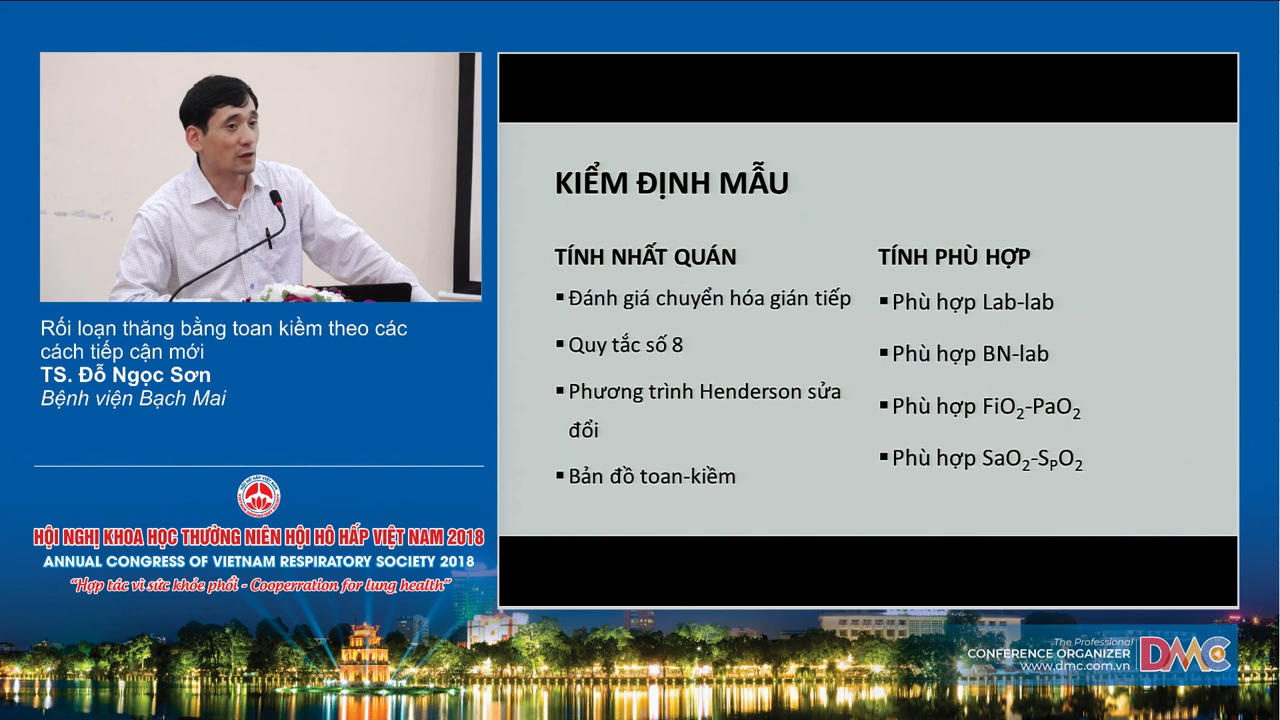 Rối loạn thăng bằng toan kiềm theo các
cách tiếp cận mới
TS. Đỗ Ngọc Sơn
Bệnh viện Bạch Mai
HỘI NGHỊ KHOA HỌC THƯỜNG NIÊN HỘI HÔ HẤP VIỆT NAM 2018
ANNUAL CONGRESS OF VIETNAM RESPIRATORY SOCIETY 2018
“Hợp tác vì sức khỏe phổi - Cooperration for lung health”
KIỂM ĐỊNH MẪU
TÍNH NHẤT QUÁN
▪ Đánh giá chuyển hóa gián tiếp
▪ Quy tắc số 8
▪ Phương trình Henderson sửa
đổi
▪ Bản đồ toan-kiềm
TÍNH PHÙ HỢP
▪ Phù hợp Lab-lab
▪ Phù hợp BN-lab
▪ Phù hợp FiO₂-PaO₂
▪ Phù hợp SaO₂-SₚO₂
The Professional
CONFERENCE ORGANIZER
www.dmc.com.vn
DMC